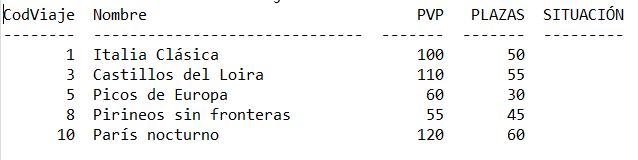 CodViaje  Nombre                              PVP   PLAZAS  SITUACIÓN
--------  ------------------------------  -------  -------  ---------
       1  Italia Clásica                      100       50
       3  Castillos del Loira                 110       55
       5  Picos de Europa                      60       30
       8  Pirineos sin fronteras               55       45
      10  París nocturno                      120       60